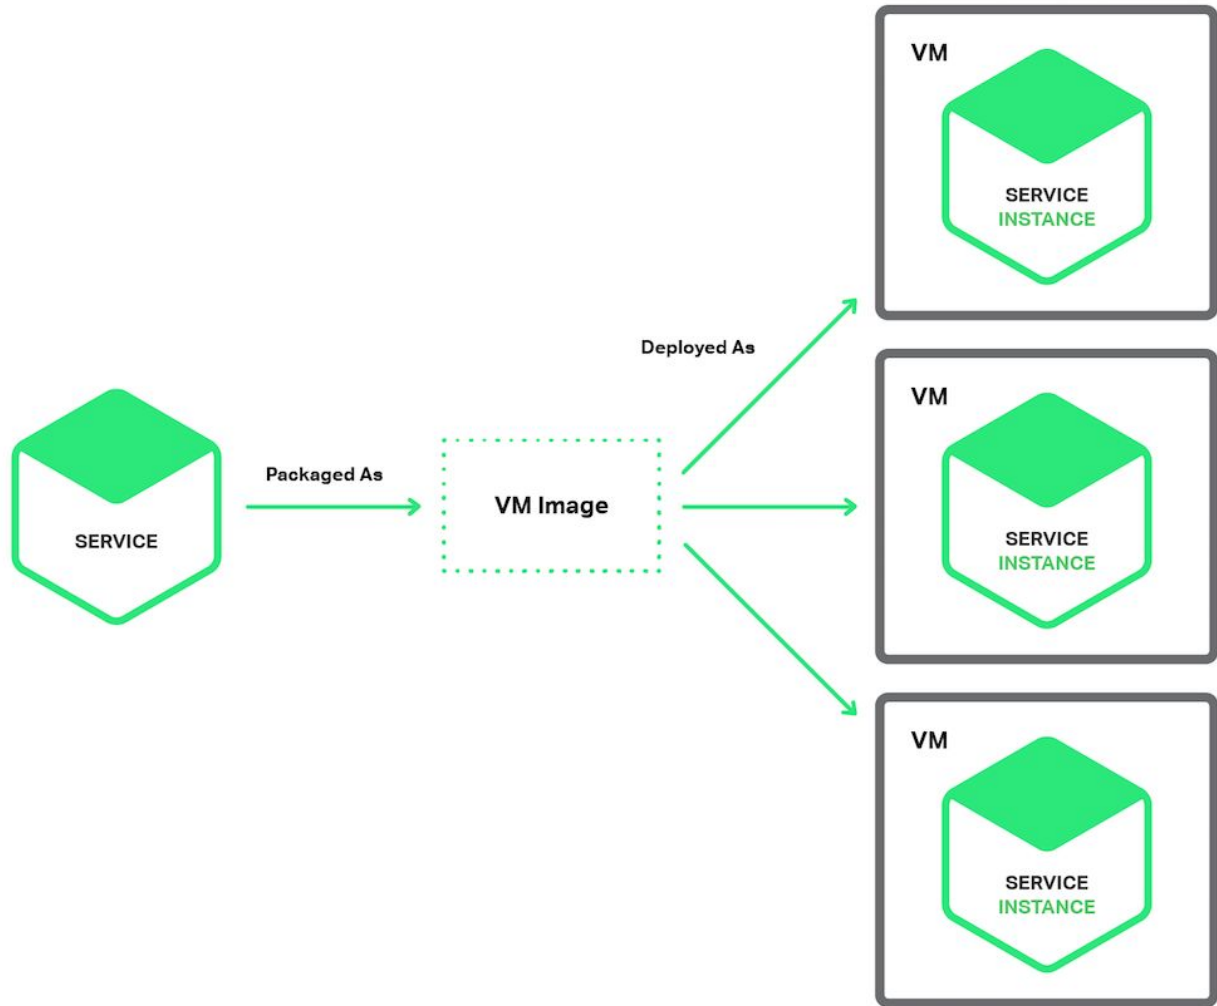 SERVICE
Packaged As
VM Image
Deployed As
VM
SERVICE
INSTANCE
VM
SERVICE
INSTANCE
VM
SERVICE
INSTANCE